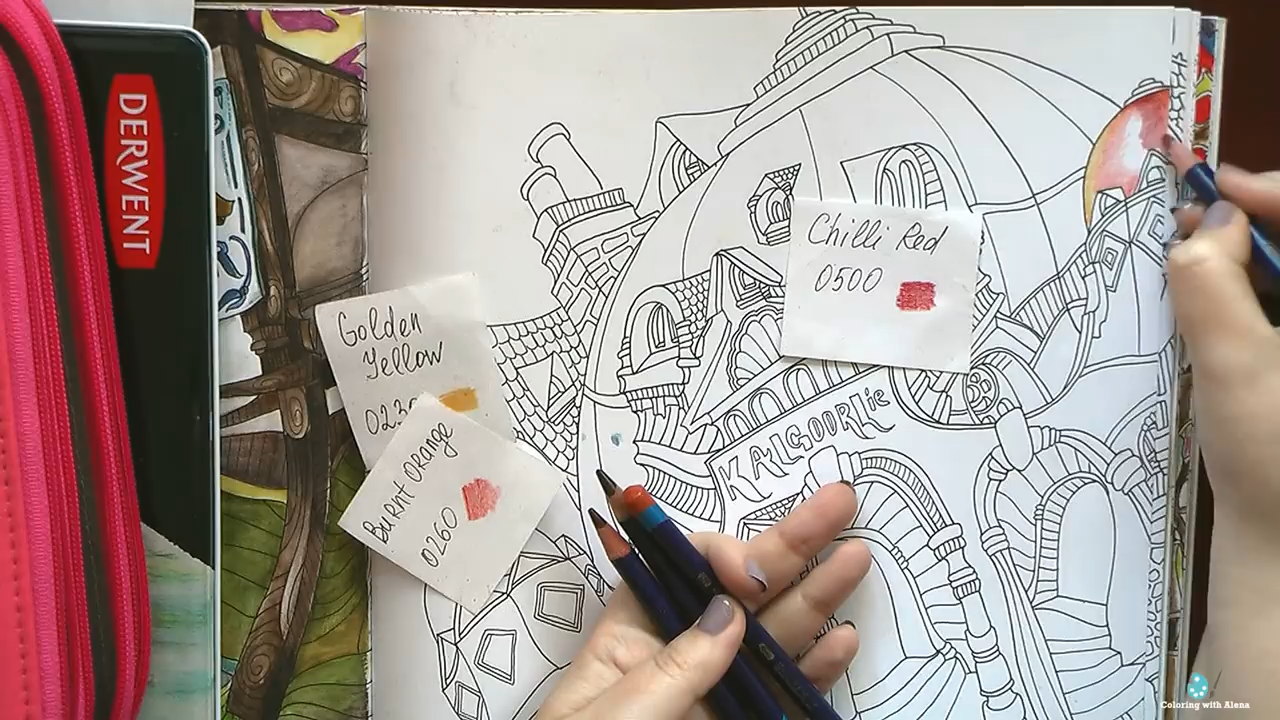 DERWENT
Golden
Yellow
Burnt Orange
0260
Chilli Red
0500
KALGOORLie
Coloring with Alena